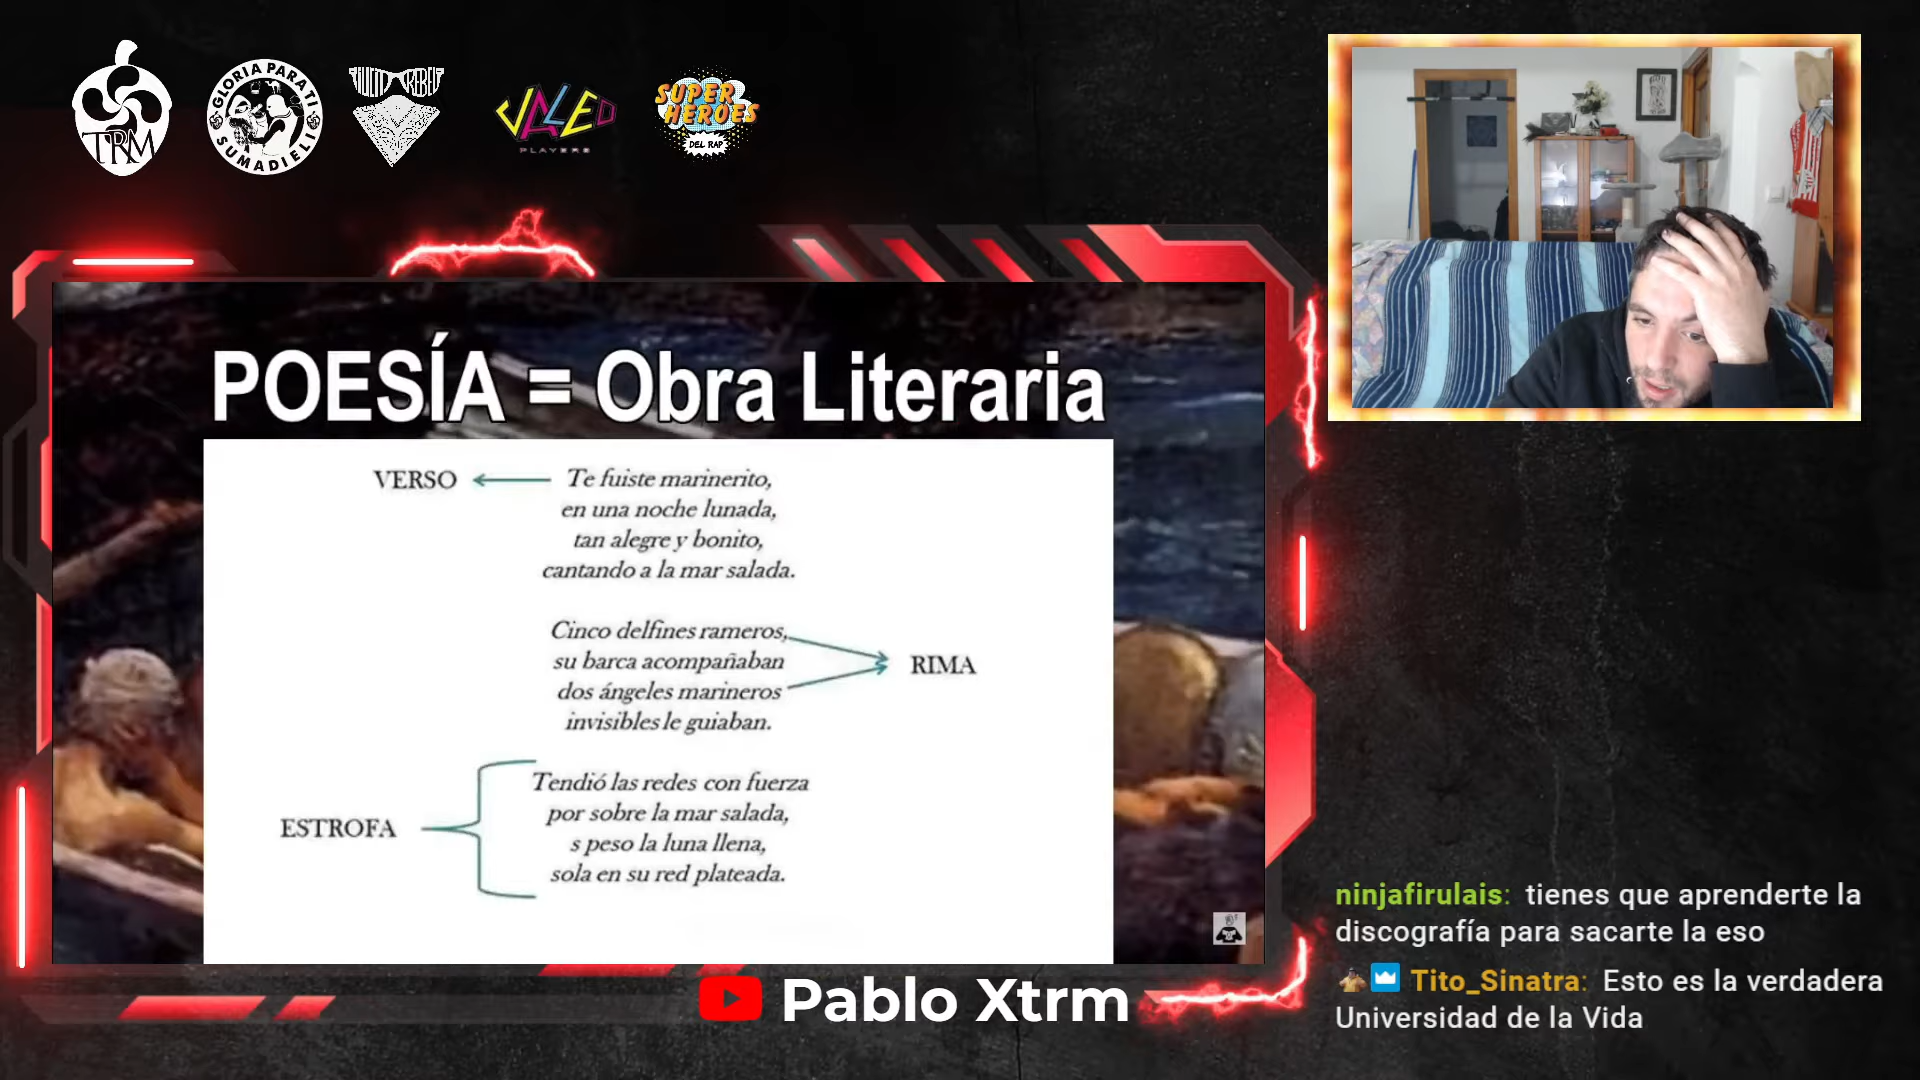 TRM
GLORIA PARATI
SUMADIELI
VALED
PLAYERS
SUPER
HEROES
DEL RAP
POESÍA = Obra Literaria
VERSO
Te fuiste marinerito,
en una noche lunada,
tan alegre y bonito,
cantando a la mar salada.
Cinco delfines rameros,
su barca acompañaban
dos ángeles marineros
invisibles le guiaban.
RIMA
ESTROFA
Tendió las redes con fuerza
por sobre la mar salada,
s peso la luna llena,
sola en su red plateada.
Pablo Xtrm
ninjafirulais: tienes que aprenderte la
discografía para sacarte la eso
Tito_Sinatra: Esto es la verdadera
Universidad de la Vida